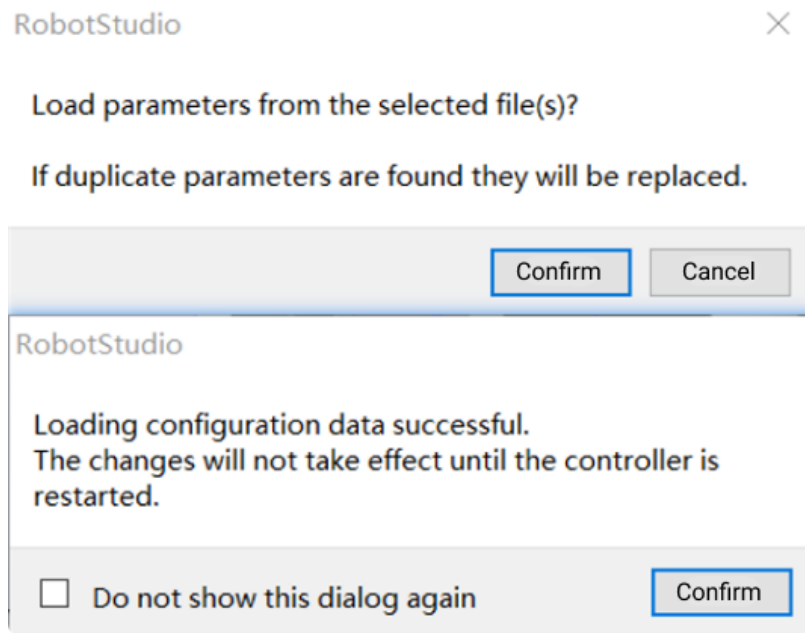 RobotStudio
Load parameters from the selected file(s)?
If duplicate parameters are found they will be replaced.
Confirm
Cancel
RobotStudio
Loading configuration data successful.
The changes will not take effect until the controller is
restarted.
Do not show this dialog again
Confirm